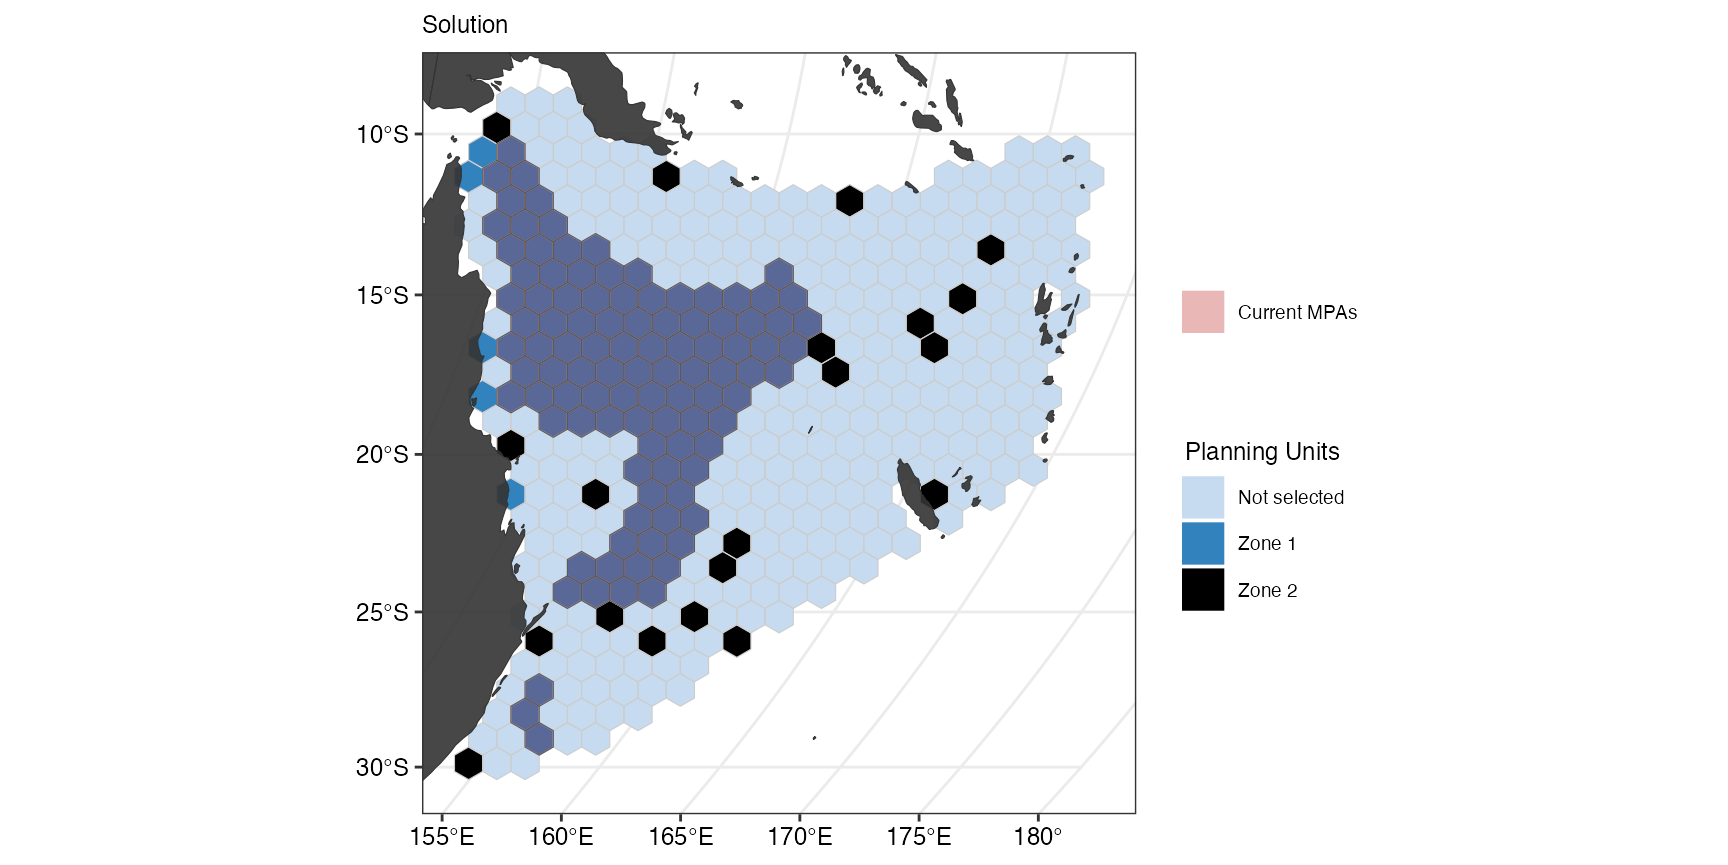 Solution
10°S
15°S
20°S
25°S
30°S
155°E
160°E
165°E
170°E
175°E
180°
Current MPAs
Planning Units
Not selected
Zone 1
Zone 2